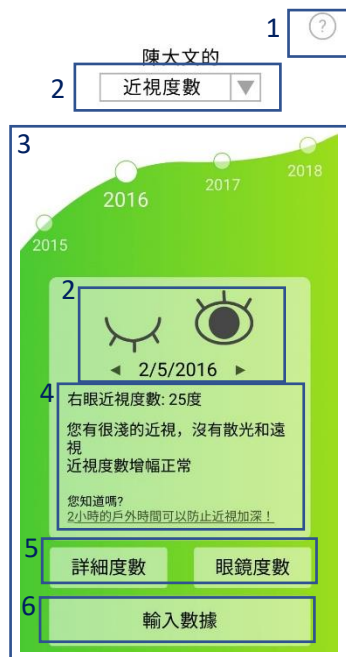 1
?
陳大文的
2
近視度數
3
2018
2017
2016
2015
2
2/5/2016
4
右眼近視度數: 25度
您有很淺的近視，沒有散光和遠
視
近視度數增幅正常
您知道嗎?
2小時的戶外時間可以防止近視加深！
5
詳細度數
眼鏡度數
6
輸入數據